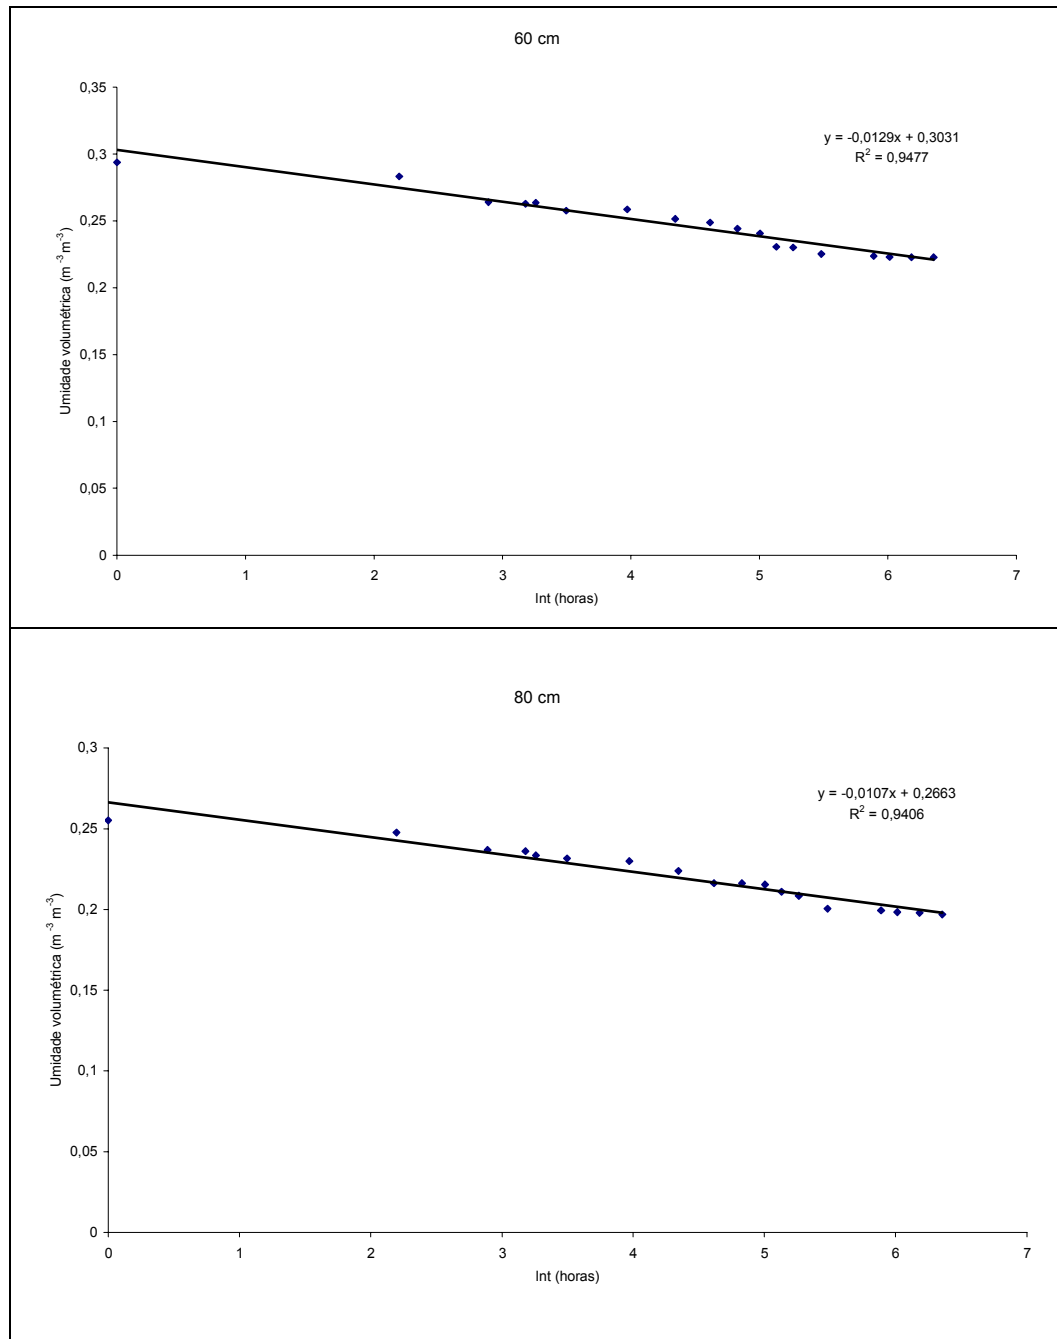 60 cm
0,35
0,3
0,25
0,2
0,15
0,1
0,05
0
Umidade volumétrica (m⁻³ m⁻³)
y = -0,0129x + 0,3031
R² = 0,9477
0 1 2 3 4 5 6 7
lnt (horas)
80 cm
0,3
0,25
0,2
0,15
0,1
0,05
0
Umidade volumétrica (m⁻³ m⁻³)
y = -0,0107x + 0,2663
R² = 0,9406
0 1 2 3 4 5 6 7
lnt (horas)